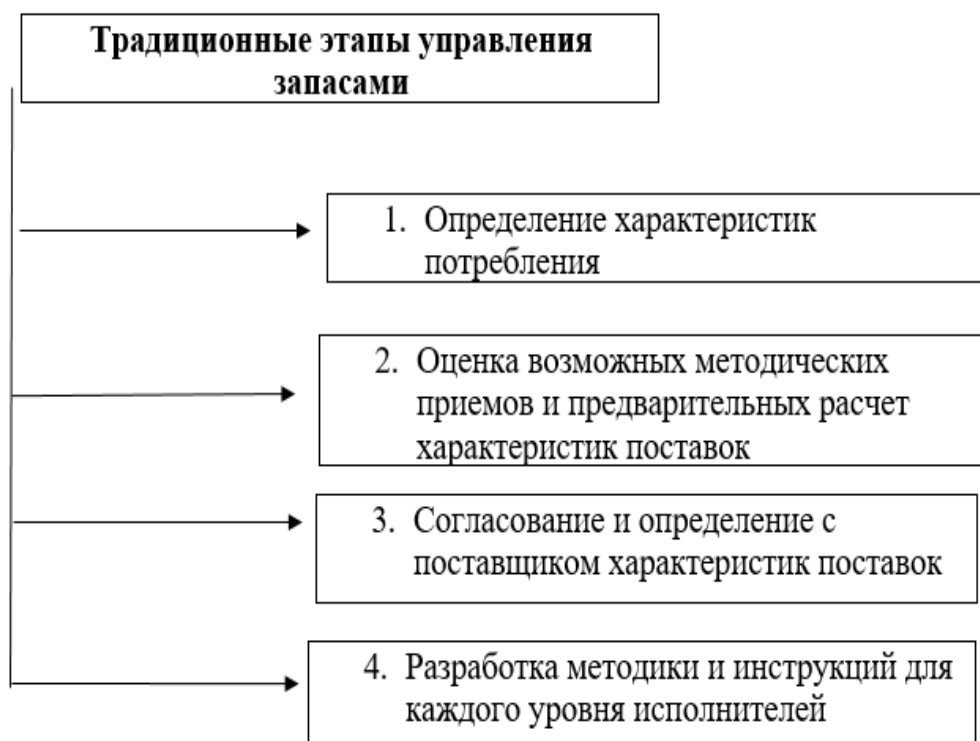 Традиционные этапы управления
запасами
1. Определение характеристик
потребления
2. Оценка возможных методических
приемов и предварительных расчет
характеристик поставок
3. Согласование и определение с
поставщиком характеристик поставок
4. Разработка методики и инструкций для
каждого уровня исполнителей